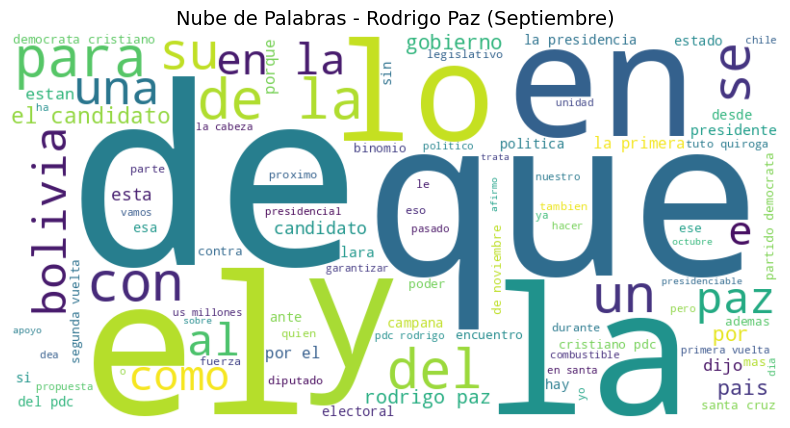 Nube de Palabras - Rodrigo Paz (Septiembre)
democrata cristiano
para
su
en
la
porque
sin
lo
gobierno
legislativo
la presidencia
estado
chile
en
se
estan
una
ha
el candidato
de la
la
la cabeza
binomio
politico
politica
unidad
la primera
desde
presidente
tuto quiroga
bolivia
de
que
parte
esta
vamos
esa
proximo
presidencial
candidato
contra
lara
garantizar
le
eso
pasado
trata
afirmo
nuestro
tambien
ya
hacer
ese
octubre
e
partido democrata
segunda vuelta
con
us millones
poder
de noviembre
presidenciable
un
paz
pero
ademas
apoyo
dea
el
y
la
al
sobre
ante
quien
campana
pdc rodrigo
encuentro
durante
cristiano pdc
por
primera vuelta
combustible
dijo
mas
dia
si
propuesta
o
como
fuerza
por el
diputado
del
en santa
hay
yo
pais
del pdc
rodrigo paz
electoral
santa cruz